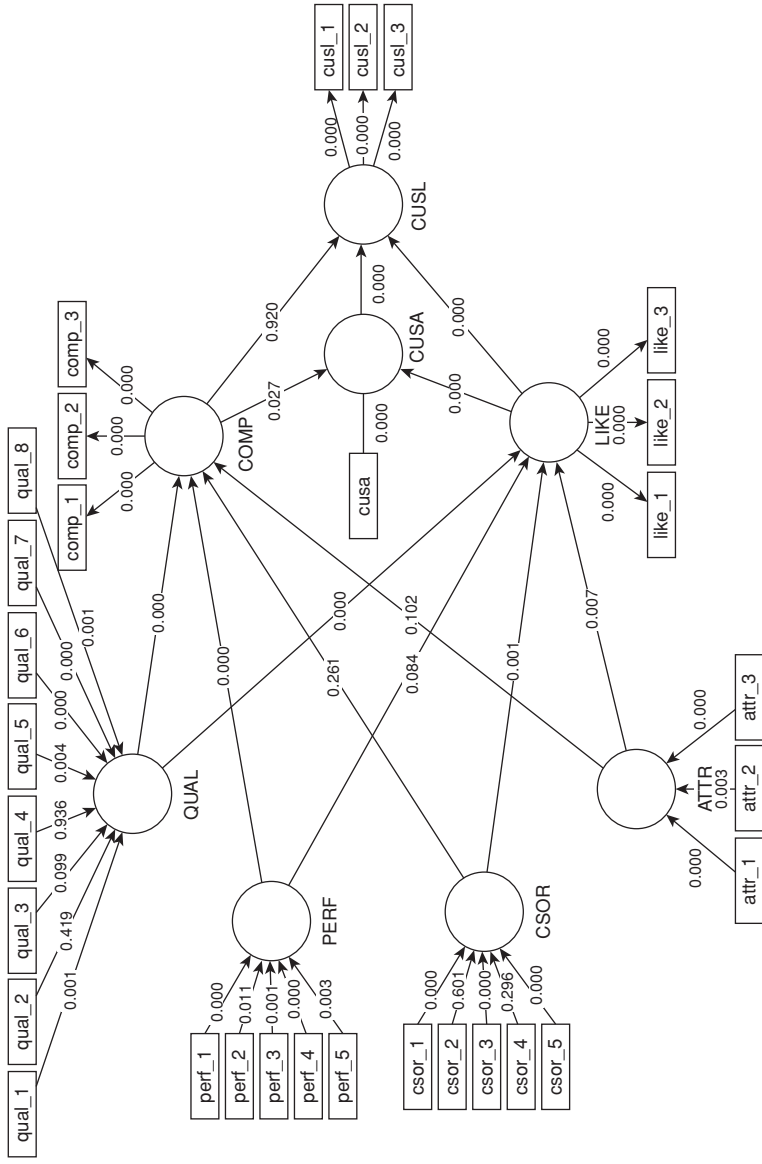 qual_1
qual_2
qual_3
qual_4
qual_5
qual_6
qual_7
qual_8
0.001
0.419
0.099
0.936
0.004
0.000
0.000
0.001
QUAL
comp_1
comp_2
comp_3
0.000
0.000
0.000
COMP
0.000
0.000
0.261
0.102
perf_1
perf_2
perf_3
perf_4
perf_5
0.000
0.011
0.001
0.000
0.003
PERF
0.000
0.084
0.001
0.007
cusa
0.000
CUSA
0.027
0.920
0.000
0.000
0.000
CUSL
cusl_1
cusl_2
cusl_3
0.000
0.000
0.000
csor_1
csor_2
csor_3
csor_4
csor_5
0.000
0.601
0.000
0.296
0.000
CSOR
LIKE
0.000
0.000
0.000
like_1
like_2
like_3
ATTR
0.000
0.003
0.000
attr_1
attr_2
attr_3